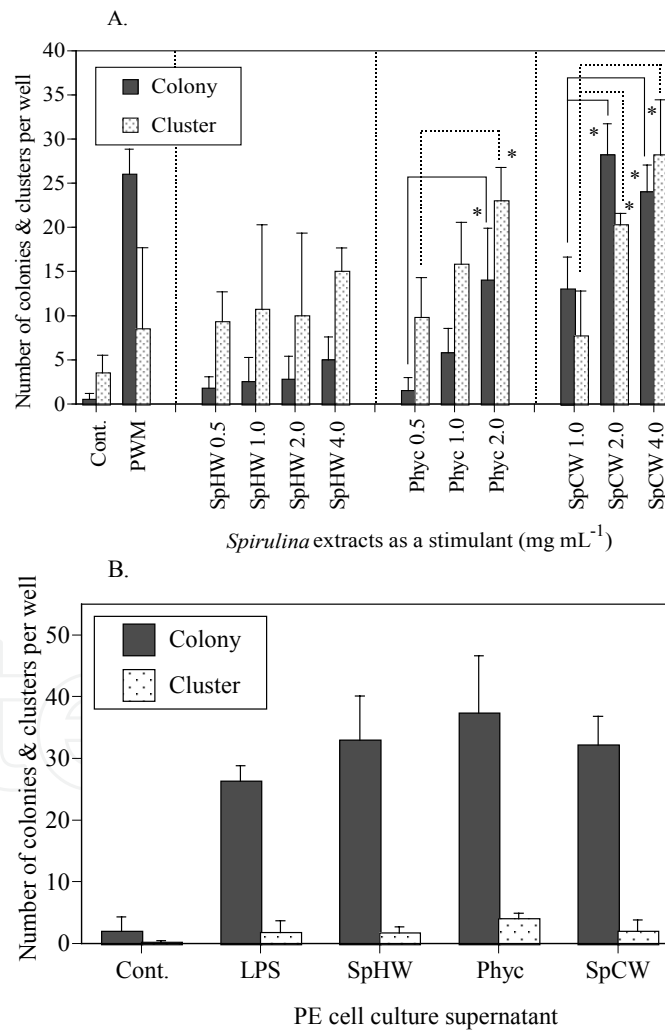 A.
40
35
30
25
20
15
10
5
0
Number of colonies & clusters per well
Colony
Cluster
*
*
*
*
*
*
Cont.
PWM
SpHW 0.5
SpHW 1.0
SpHW 2.0
SpHW 4.0
Phyc 0.5
Phyc 1.0
Phyc 2.0
SpCW 1.0
SpCW 2.0
SpCW 4.0
Spirulina extracts as a stimulant (mg mL⁻¹)
B.
50
40
30
20
10
0
Number of colonies & clusters per well
Colony
Cluster
Cont.
LPS
SpHW
Phyc
SpCW
PE cell culture supernatant